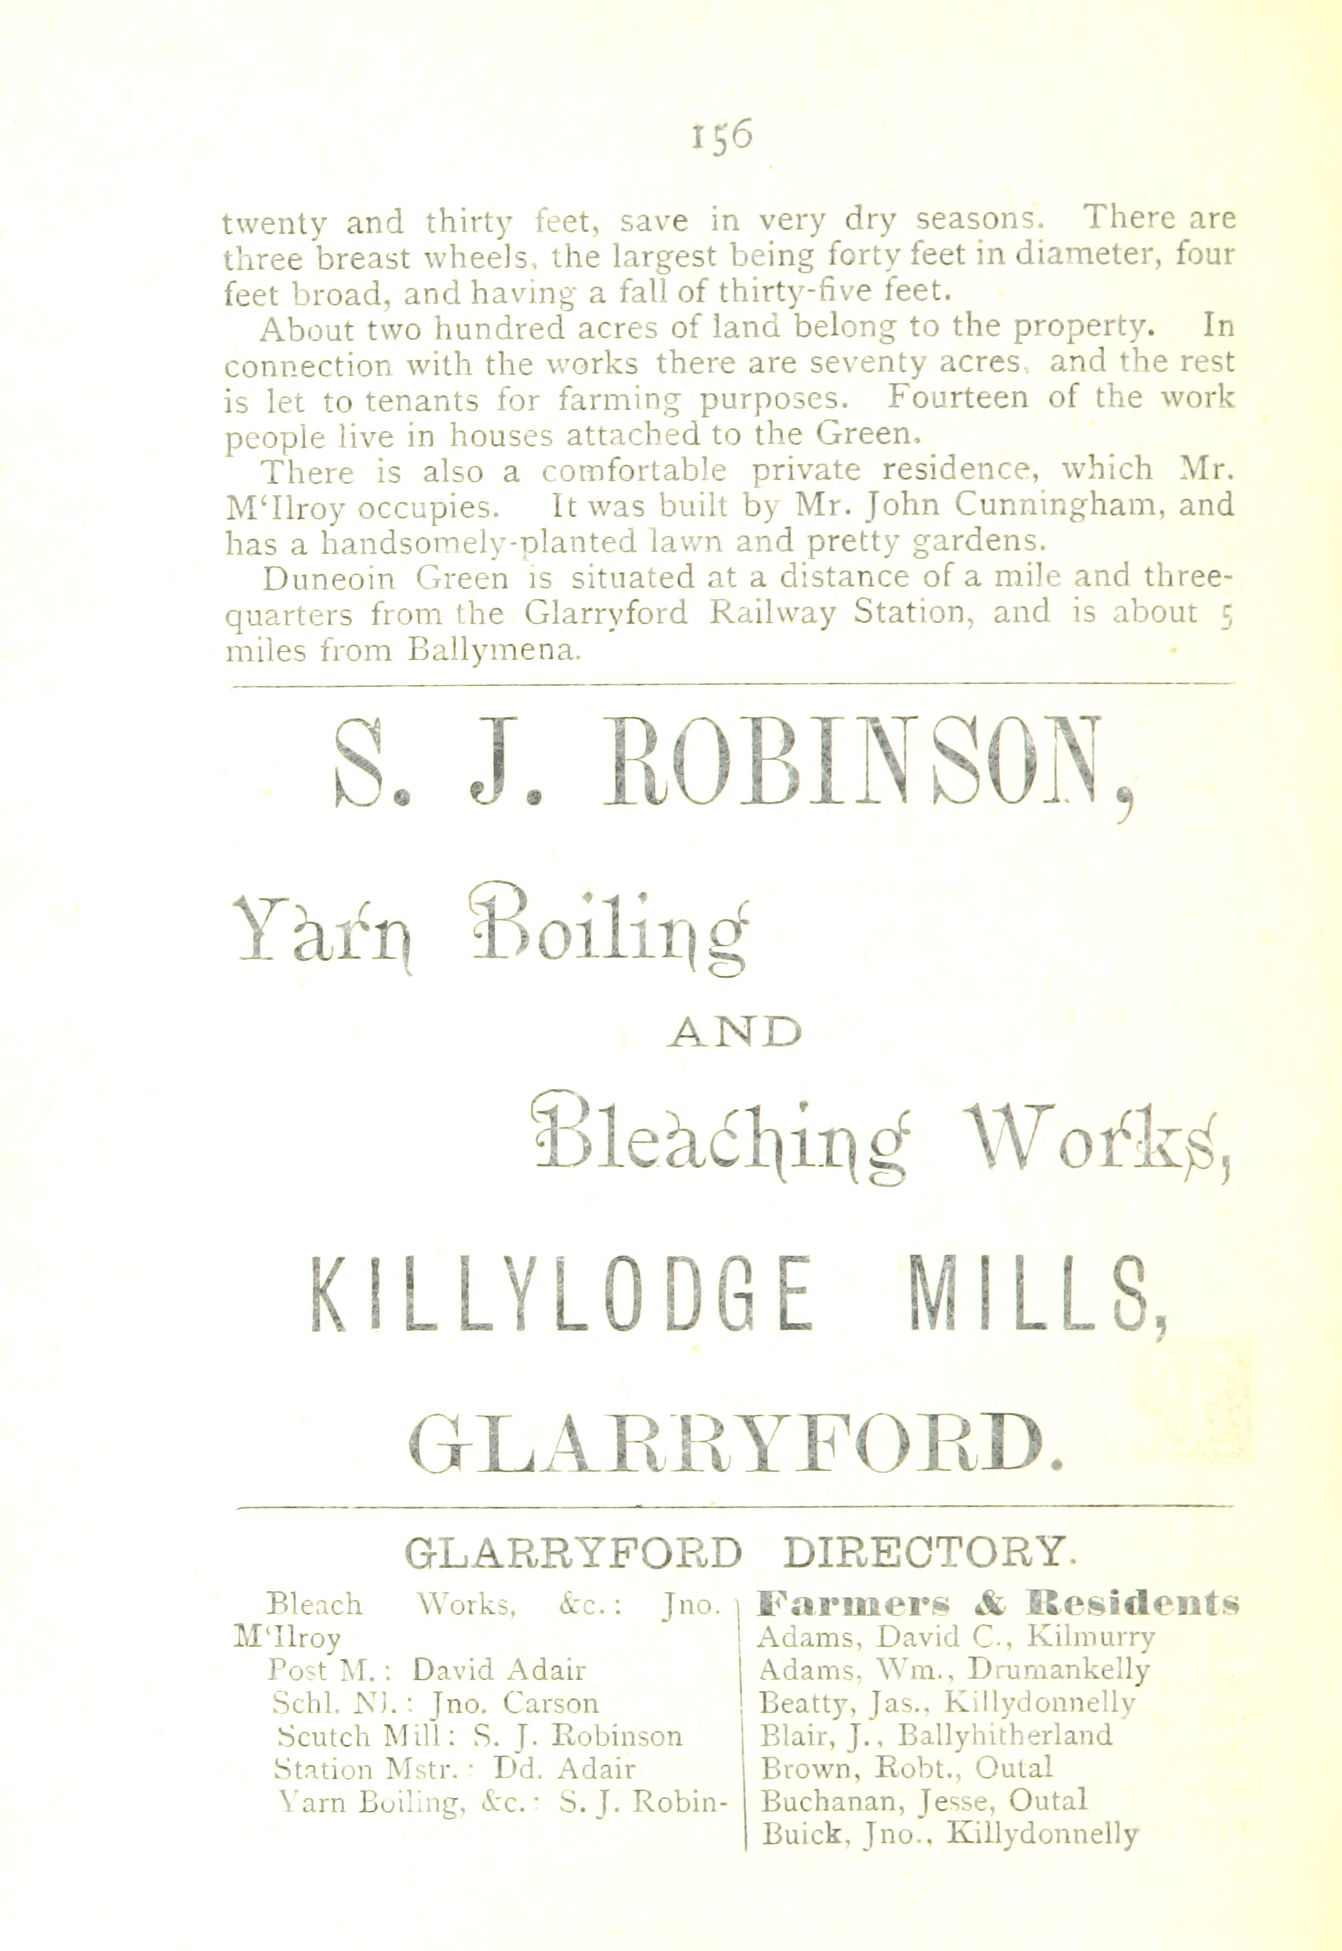 156
twenty and thirty feet, save in very dry seasons. There are
three breast wheels, the largest being forty feet in diameter, four
feet broad, and having a fall of thirty-five feet.
About two hundred acres of land belong to the property. In
connection with the works there are seventy acres, and the rest
is let to tenants for farming purposes. Fourteen of the work
people live in houses attached to the Green.
There is also a comfortable private residence, which Mr.
M‘Ilroy occupies. It was built by Mr. John Cunningham, and
has a handsomely-planted lawn and pretty gardens.
Duneoin Green is situated at a distance of a mile and three-
quarters from the Glarryford Railway Station, and is about 5
miles from Ballymena.
S. J. ROBINSON,
Yarn Boiling
AND
Bleaching Works,
KILLYLODGE MILLS,
GLARRYFORD.
GLARRYFORD DIRECTORY.
Bleach Works, &c.: Jno.
M‘Ilroy
Post M.: David Adair
Schl. Nl.: Jno. Carson
Scutch Mill: S. J. Robinson
Station Mstr.: Dd. Adair
Yarn Boiling, &c.: S. J. Robin-
Farmers & Residents
Adams, David C., Kilmurry
Adams, Wm., Drumankelly
Beatty, Jas., Killydonnelly
Blair, J., Ballyhitherland
Brown, Robt., Outal
Buchanan, Jesse, Outal
Buick, Jno., Killydonnelly